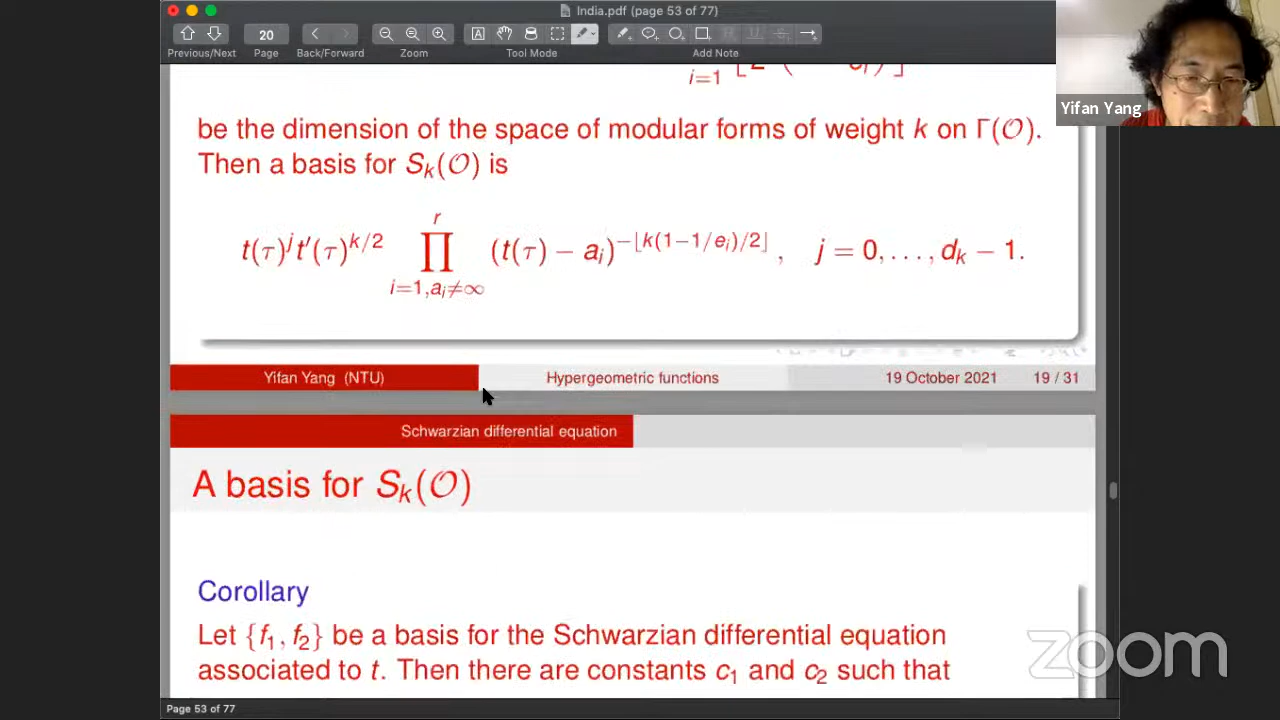 India.pdf (page 53 of 77)
20
Previous/Next Page Back/Forward Zoom Tool Mode Add Note
Yifan Yang
i=1
be the dimension of the space of modular forms of weight k on Γ(𝒪).
Then a basis for S_k(𝒪) is
t(τ)^j t′(τ)^{k/2} ∏_{i=1,a_i≠∞}^{r} (t(τ) − a_i)^{−⌊k(1−1/e_i)/2⌋}, j = 0, . . . , d_k − 1.
Yifan Yang (NTU) Hypergeometric functions 19 October 2021 19 / 31
Schwarzian differential equation
A basis for S_k(𝒪)
Corollary
Let {f_1, f_2} be a basis for the Schwarzian differential equation
associated to t. Then there are constants c_1 and c_2 such that
zoom
Page 53 of 77